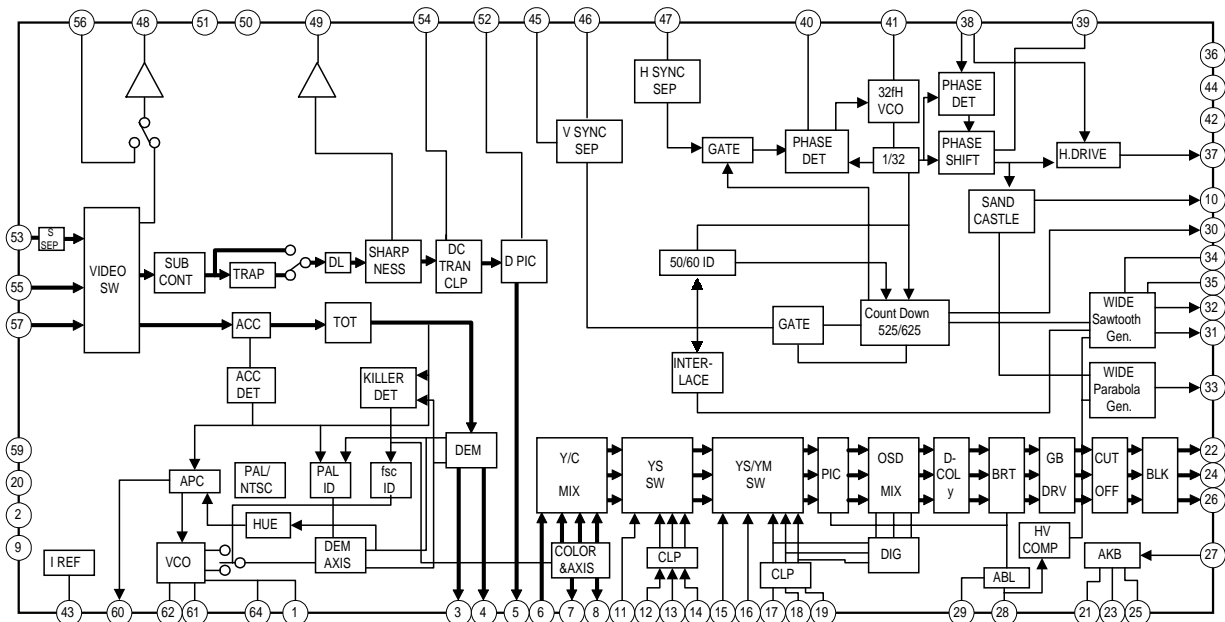 56 48 51 50 49 54 52 45 46 47 40 41 38 39
36
44
42
37
10
30
34
35
32
31
33
22
24
26
27
53
55
57
59
20
2
9
H SYNC
SEP
32fH
VCO
PHASE
DET
V SYNC
SEP
GATE
PHASE
DET
1/32
PHASE
SHIFT
H.DRIVE
SAND
CASTLE
S
SEP
VIDEO
SW
SUB
CONT
TRAP
DL
SHARP
NESS
DC
TRAN
CLP
D PIC
50/60 ID
Count Down
525/625
GATE
WIDE
Sawtooth
Gen.
INTER-
LACE
WIDE
Parabola
Gen.
ACC
TOT
ACC
DET
KILLER
DET
DEM
APC
PAL/
NTSC
PAL
ID
fsc
ID
HUE
VCO
DEM
AXIS
I REF
Y/C
MIX
YS
SW
YS/YM
SW
PIC
OSD
MIX
D-
COL
y
BRT
GB
DRV
CUT
OFF
BLK
COLOR
&AXIS
CLP
CLP
DIG
HV
COMP
ABL
AKB
43 60 62 61 64 1 3 4 5 6 7 8 11 12 13 14 15 16 17 18 19 29 28 21 23 25